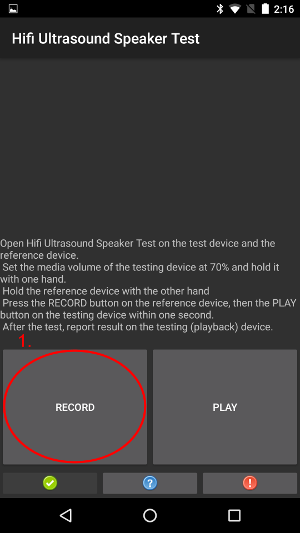 2:16
Hifi Ultrasound Speaker Test
Open Hifi Ultrasound Speaker Test on the test device and the
reference device.
Set the media volume of the testing device at 70% and hold it
with one hand.
Hold the reference device with the other hand
Press the RECORD button on the reference device, then the PLAY
button on the testing device within one second.
After the test, report result on the testing (playback) device.
1.
RECORD
PLAY